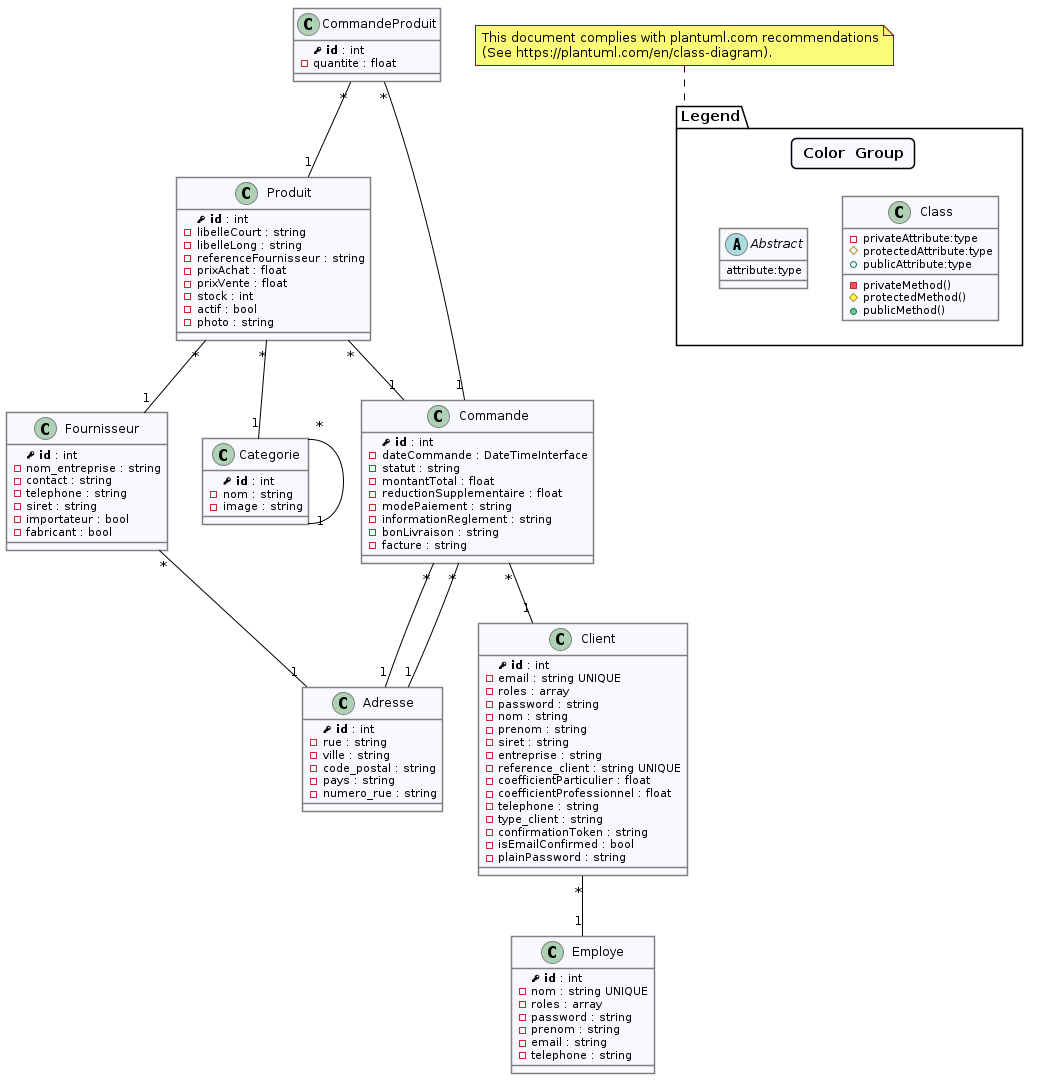 C CommandeProduit
id : int
quantite : float
This document complies with plantuml.com recommendations
(See https://plantuml.com/en/class-diagram).
* *
1
Legend
Color Group
C Produit
id : int
libelleCourt : string
libelleLong : string
referenceFournisseur : string
prixAchat : float
prixVente : float
stock : int
actif : bool
photo : string
A Abstract
attribute:type
C Class
privateAttribute:type
protectedAttribute:type
publicAttribute:type
privateMethod()
protectedMethod()
publicMethod()
* * *
1 1 1 1
C Fournisseur
id : int
nom_entreprise : string
contact : string
telephone : string
siret : string
importateur : bool
fabricant : bool
C Categorie
id : int
nom : string
image : string
*
1
C Commande
id : int
dateCommande : DateTimeInterface
statut : string
montantTotal : float
reductionSupplementaire : float
modePaiement : string
informationReglement : string
bonLivraison : string
facture : string
* * * *
1 1 1 1
C Adresse
id : int
rue : string
ville : string
code_postal : string
pays : string
numero_rue : string
C Client
id : int
email : string UNIQUE
roles : array
password : string
nom : string
prenom : string
siret : string
entreprise : string
reference_client : string UNIQUE
coefficientParticulier : float
coefficientProfessionnel : float
telephone : string
type_client : string
confirmationToken : string
isEmailConfirmed : bool
plainPassword : string
*
1
C Employe
id : int
nom : string UNIQUE
roles : array
password : string
prenom : string
email : string
telephone : string